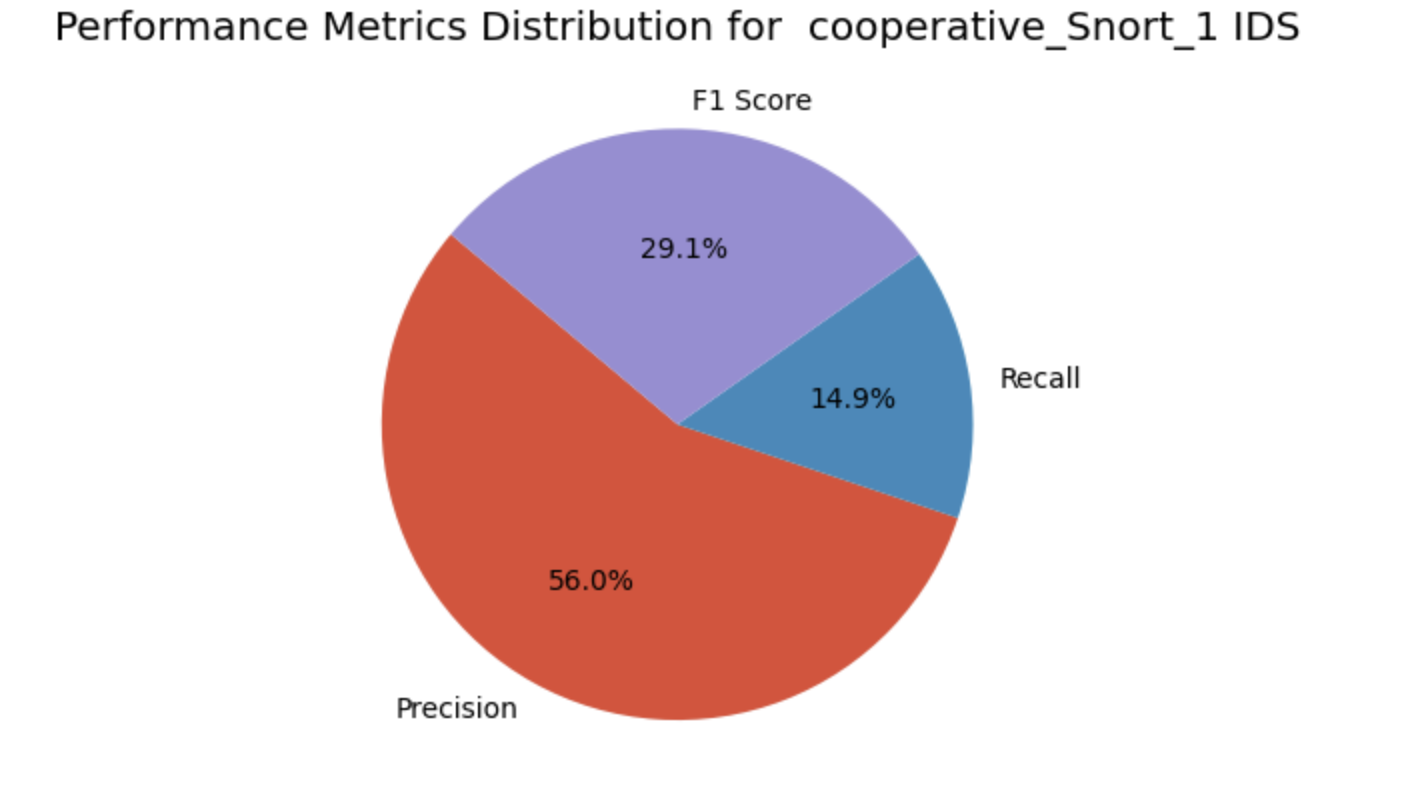 Performance Metrics Distribution for  cooperative_Snort_1 IDS
F1 Score
29.1%
Recall
14.9%
56.0%
Precision